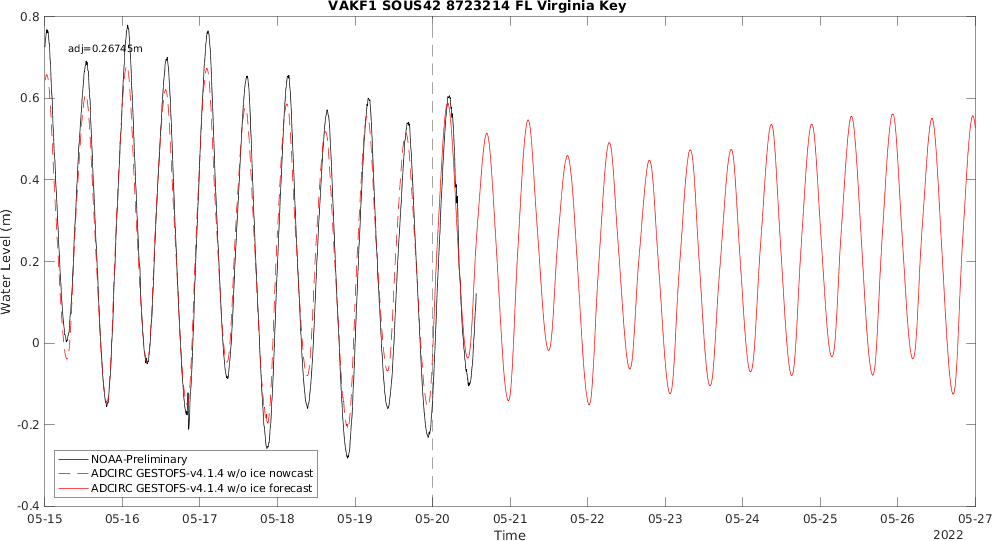 VAKF1 SOUS42 8723214 FL Virginia Key
0.8
adj=0.26745m
0.6
0.4
Water Level (m)
0.2
0
-0.2
NOAA-Preliminary
ADCIRC GESTOFS-v4.1.4 w/o ice nowcast
ADCIRC GESTOFS-v4.1.4 w/o ice forecast
-0.4
05-15 05-16 05-17 05-18 05-19 05-20 05-21 05-22 05-23 05-24 05-25 05-26 05-27
Time
2022